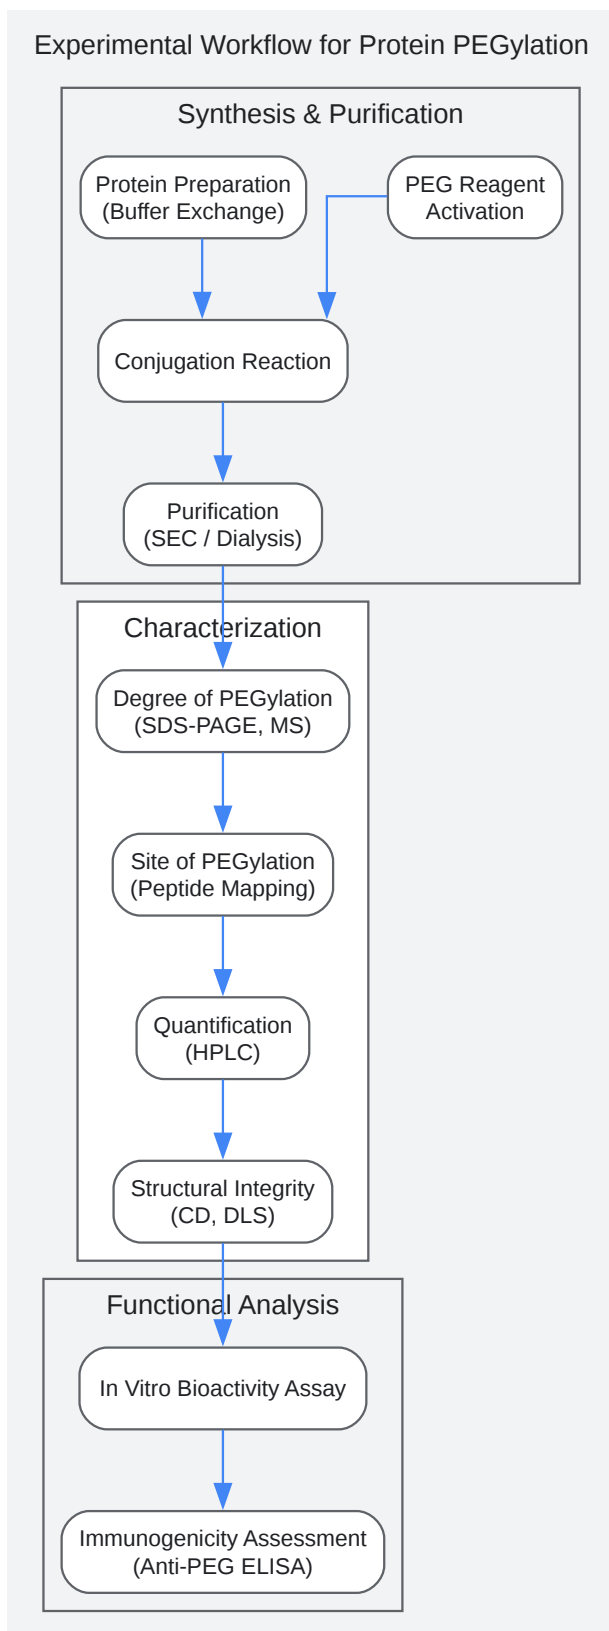 Experimental Workflow for Protein PEGylation
Synthesis & Purification
Protein Preparation
(Buffer Exchange)
PEG Reagent
Activation
Conjugation Reaction
Purification
(SEC / Dialysis)
Characterization
Degree of PEGylation
(SDS-PAGE, MS)
Site of PEGylation
(Peptide Mapping)
Quantification
(HPLC)
Structural Integrity
(CD, DLS)
Functional Analysis
In Vitro Bioactivity Assay
Immunogenicity Assessment
(Anti-PEG ELISA)